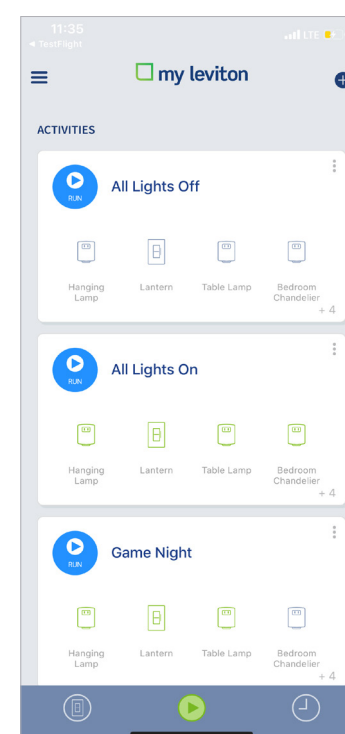 11:35
LTE
◄ TestFlight
my leviton
ACTIVITIES
All Lights Off
RUN
Hanging Lantern Table Lamp Bedroom
Lamp Chandelier
+ 4
All Lights On
RUN
Hanging Lantern Table Lamp Bedroom
Lamp Chandelier
+ 4
Game Night
RUN
Hanging Lantern Table Lamp Bedroom
Lamp Chandelier
+ 4